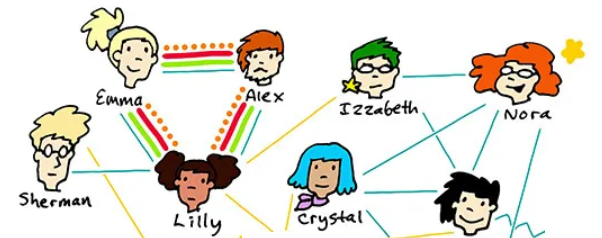 Emma
Alex
Izzabeth
Nora
Sherman
Lilly
Crystal